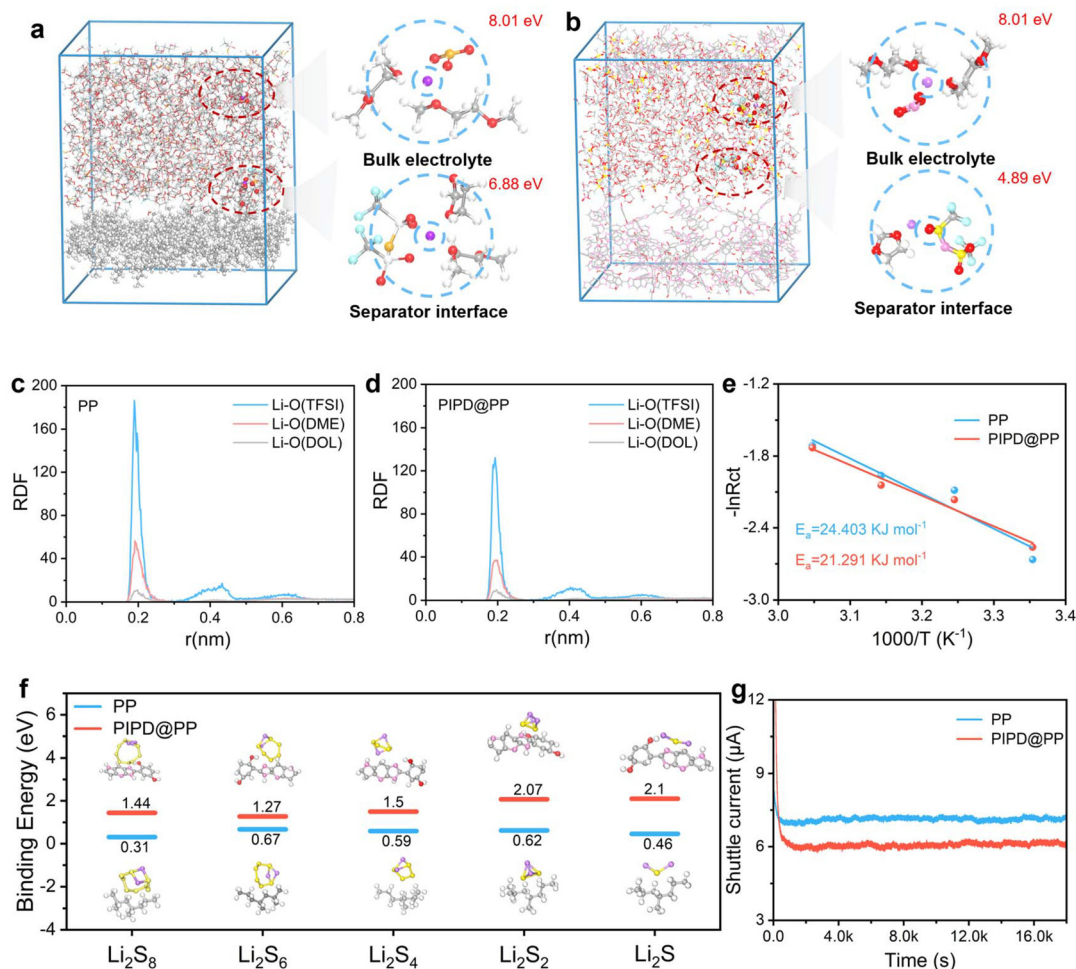 a
8.01 eV
Bulk electrolyte
6.88 eV
Separator interface
b
8.01 eV
Bulk electrolyte
4.89 eV
Separator interface
c
PP
Li-O(TFSI)
Li-O(DME)
Li-O(DOL)
RDF
200
160
120
80
40
0
0.0 0.2 0.4 0.6 0.8
r(nm)
d
PIPD@PP
Li-O(TFSI)
Li-O(DME)
Li-O(DOL)
RDF
200
160
120
80
40
0
0.0 0.2 0.4 0.6 0.8
r(nm)
e
PP
PIPD@PP
-lnRct
-1.2
-1.8
-2.4
-3.0
Eₐ=24.403 KJ mol⁻¹
Eₐ=21.291 KJ mol⁻¹
3.0 3.1 3.2 3.3 3.4
1000/T (K⁻¹)
f
PP
PIPD@PP
Binding Energy (eV)
7
6
5
4
3
2
1
0
-1
-2
-3
-4
1.44 1.27 1.5 2.07 2.1
0.31 0.67 0.59 0.62 0.46
Li₂S₈ Li₂S₆ Li₂S₄ Li₂S₂ Li₂S
g
PP
PIPD@PP
Shuttle current (μA)
12
9
6
3
0.0 4.0k 8.0k 12.0k 16.0k
Time (s)